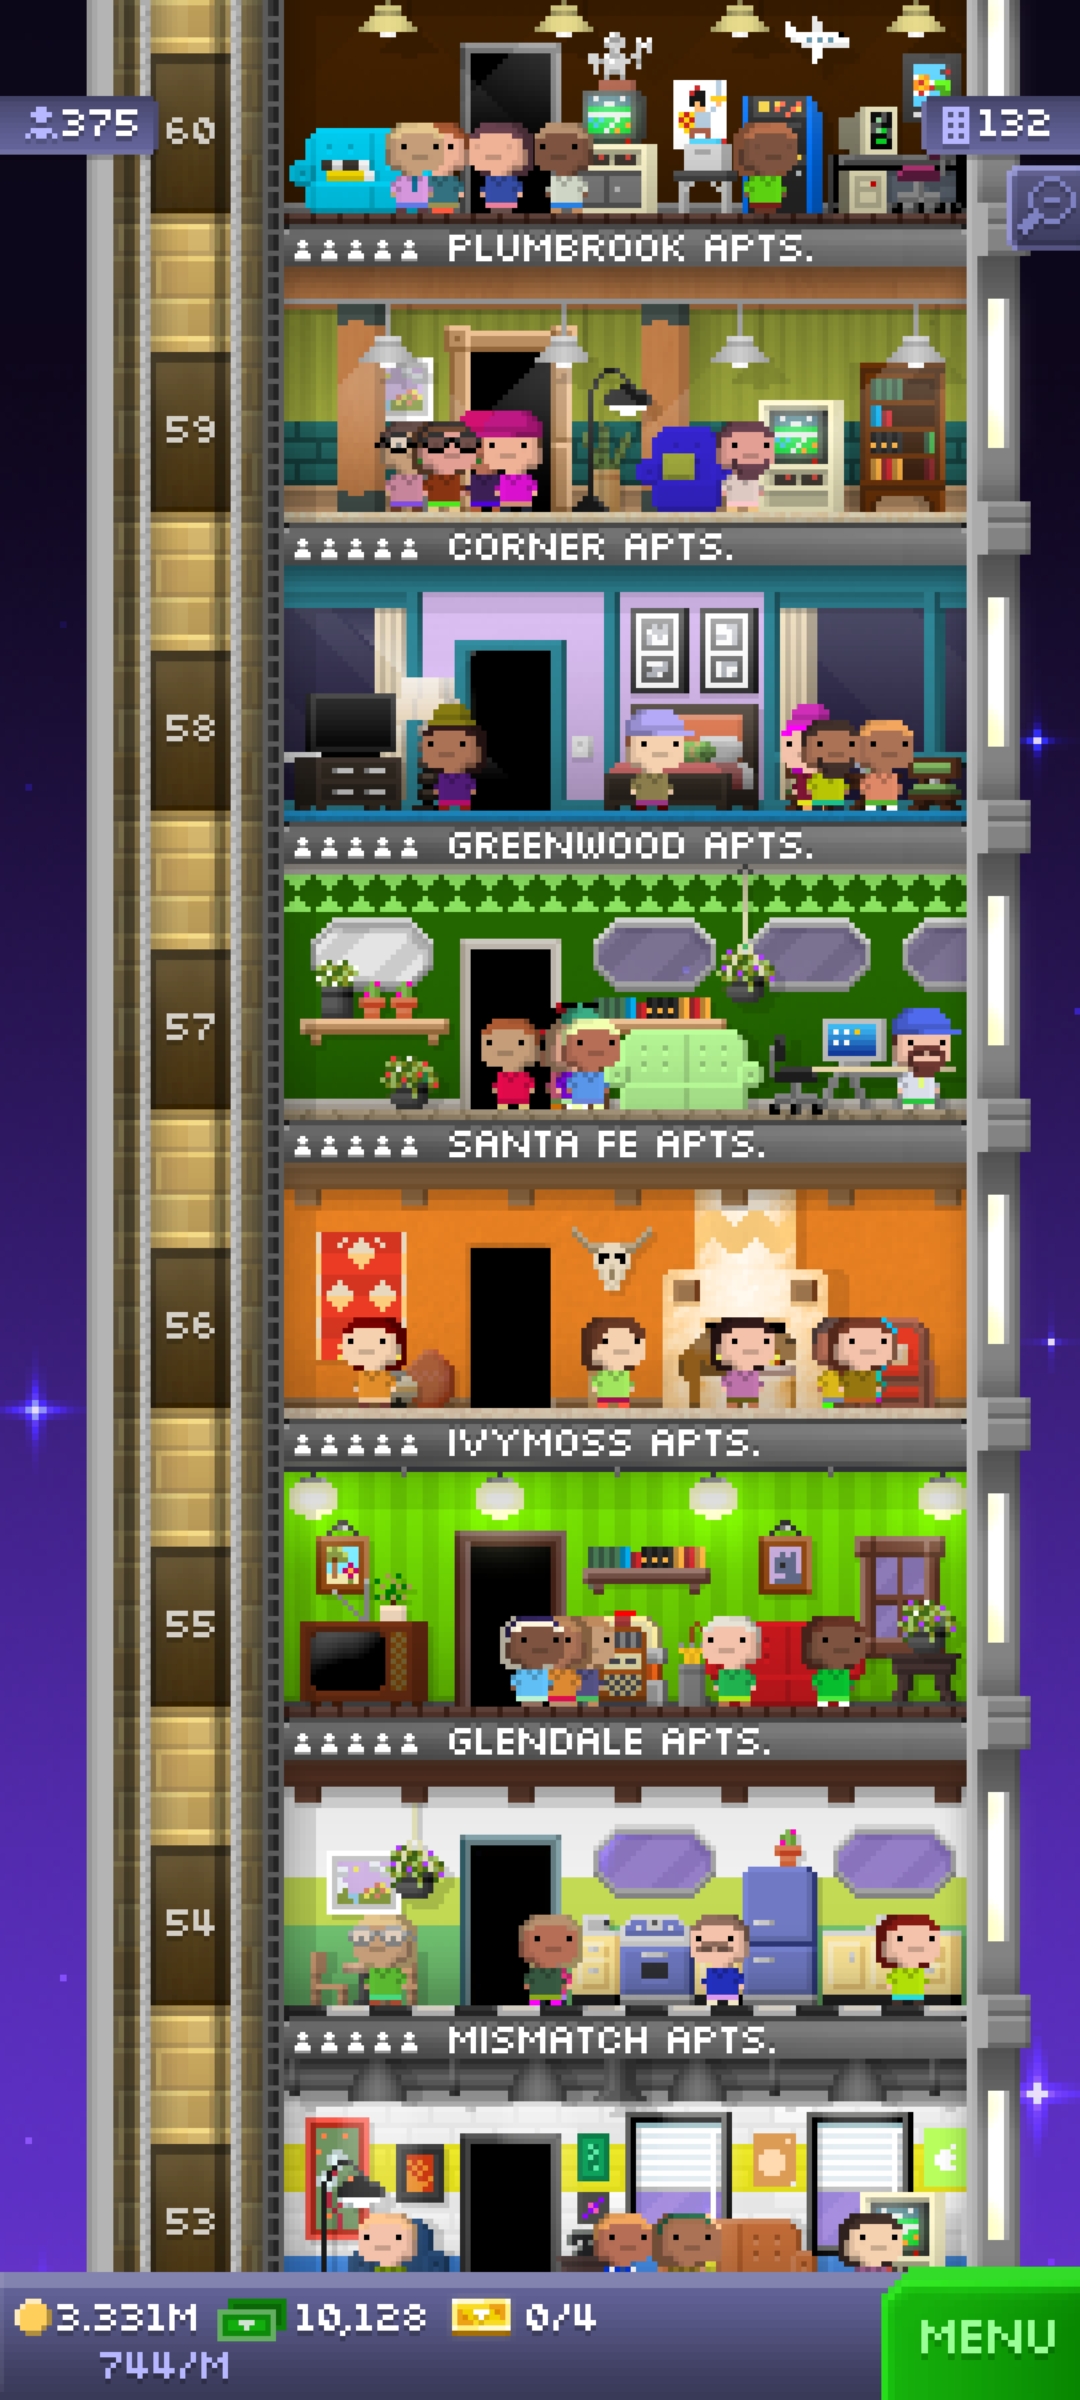 375
132
60
PLUMBROOK APTS.
59
CORNER APTS.
58
GREENWOOD APTS.
57
SANTA FE APTS.
56
IVYMOSS APTS.
55
GLENDALE APTS.
54
MISMATCH APTS.
53
3.331M 10,128 0/4
744/M
MENU